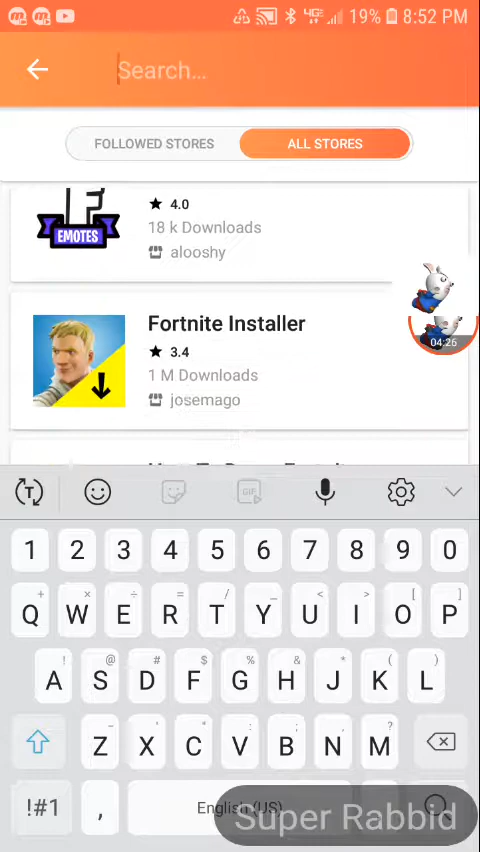 4GE 19% 8:52 PM
Search...
FOLLOWED STORES ALL STORES
EMOTES
4.0
18 k Downloads
alooshy
Fortnite Installer
3.4
1 M Downloads
josemago
04:26
T GIF
1 2 3 4 5 6 7 8 9 0
+ × ÷ = / _ < > [ ]
Q W E R T Y U I O P
! @ # $ % & * ( )
A S D F G H J K L
- ' " : ; , ?
Z X C V B N M
!#1 , English (US)
Super Rabbid